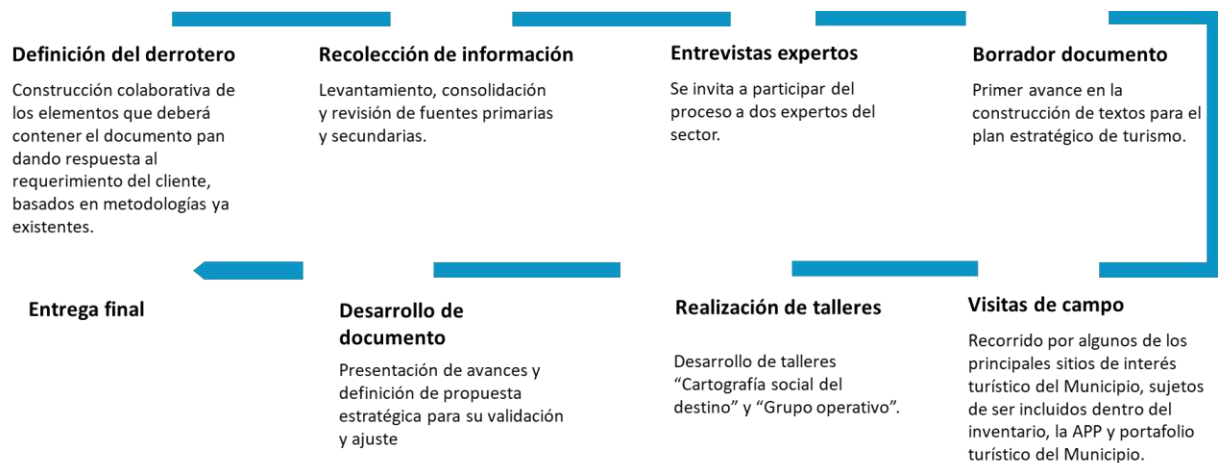 Definición del derrotero
Construcción colaborativa de
los elementos que deberá
contener el documento pan
dando respuesta al
requerimiento del cliente,
basados en metodologías ya
existentes.
Recolección de información
Levantamiento, consolidación
y revisión de fuentes primarias
y secundarias.
Entrevistas expertos
Se invita a participar del
proceso a dos expertos del
sector.
Borrador documento
Primer avance en la
construcción de textos para el
plan estratégico de turismo.
Visitas de campo
Recorrido por algunos de los
principales sitios de interés
turístico del Municipio, sujetos
de ser incluidos dentro del
inventario, la APP y portafolio
turístico del Municipio.
Realización de talleres
Desarrollo de talleres
“Cartografía social del
destino” y “Grupo operativo”.
Desarrollo de
documento
Presentación de avances y
definición de propuesta
estratégica para su validación
y ajuste
Entrega final